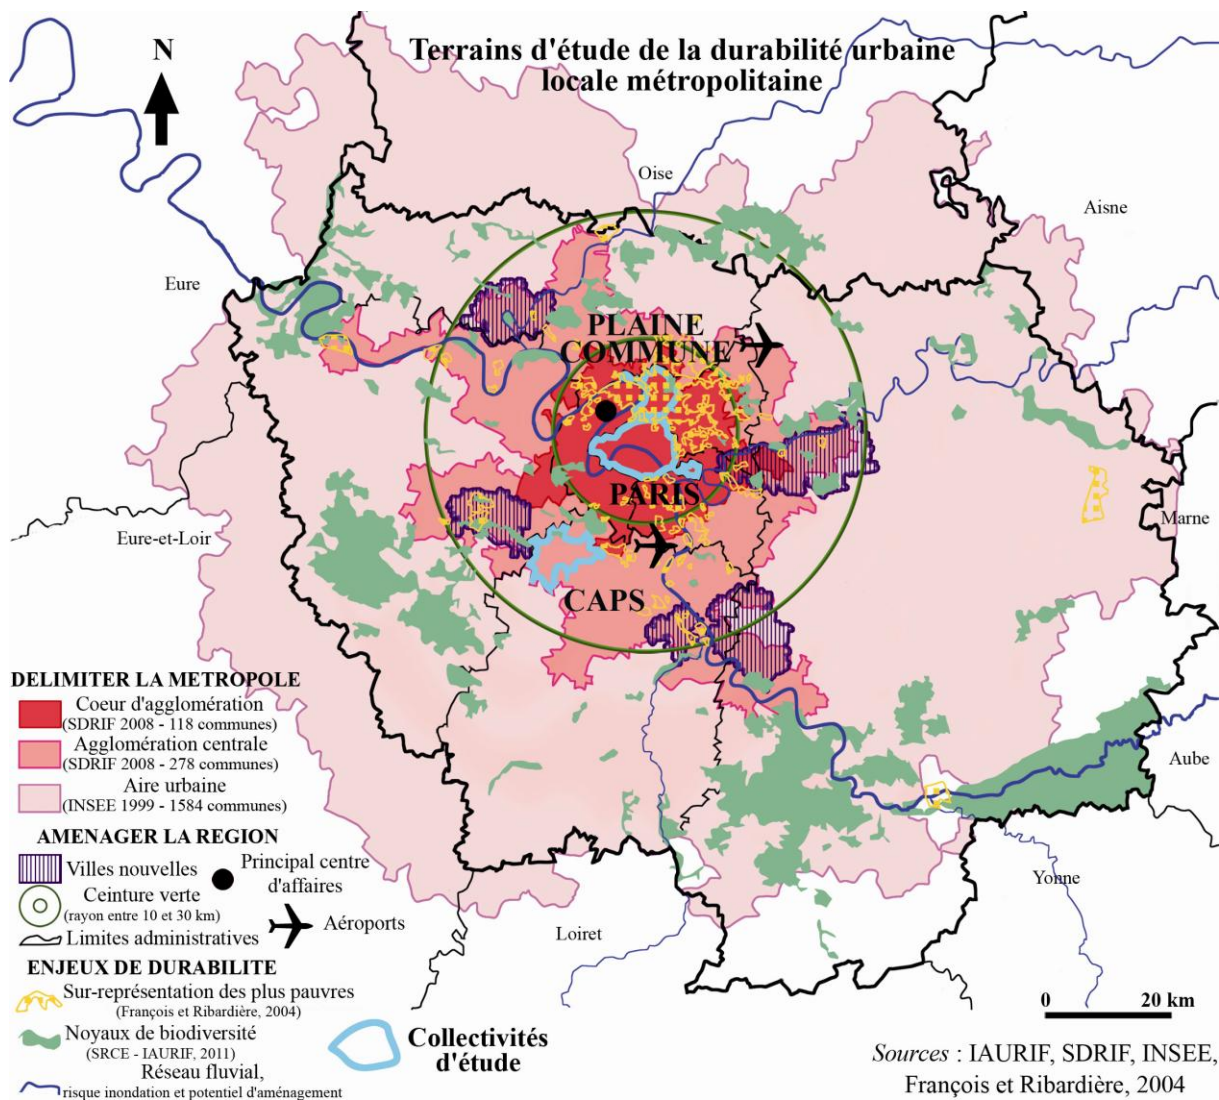 Terrains d'étude de la durabilité urbaine
locale métropolitaine
N
Oise
Aisne
Eure
PLAINE
COMMUNE
PARIS
Eure-et-Loir
Marne
CAPS
Aube
Yonne
Loiret
DELIMITER LA METROPOLE
Coeur d'agglomération
(SDRIF 2008 - 118 communes)
Agglomération centrale
(SDRIF 2008 - 278 communes)
Aire urbaine
(INSEE 1999 - 1584 communes)
AMENAGER LA REGION
Villes nouvelles
Principal centre
d'affaires
Ceinture verte
(rayon entre 10 et 30 km)
Aéroports
Limites administratives
ENJEUX DE DURABILITE
Sur-représentation des plus pauvres
(François et Ribardière, 2004)
Noyaux de biodiversité
(SRCE - IAURIF, 2011)
Réseau fluvial,
risque inondation et potentiel d'aménagement
Collectivités
d'étude
0 20 km
Sources : IAURIF, SDRIF, INSEE,
François et Ribardière, 2004